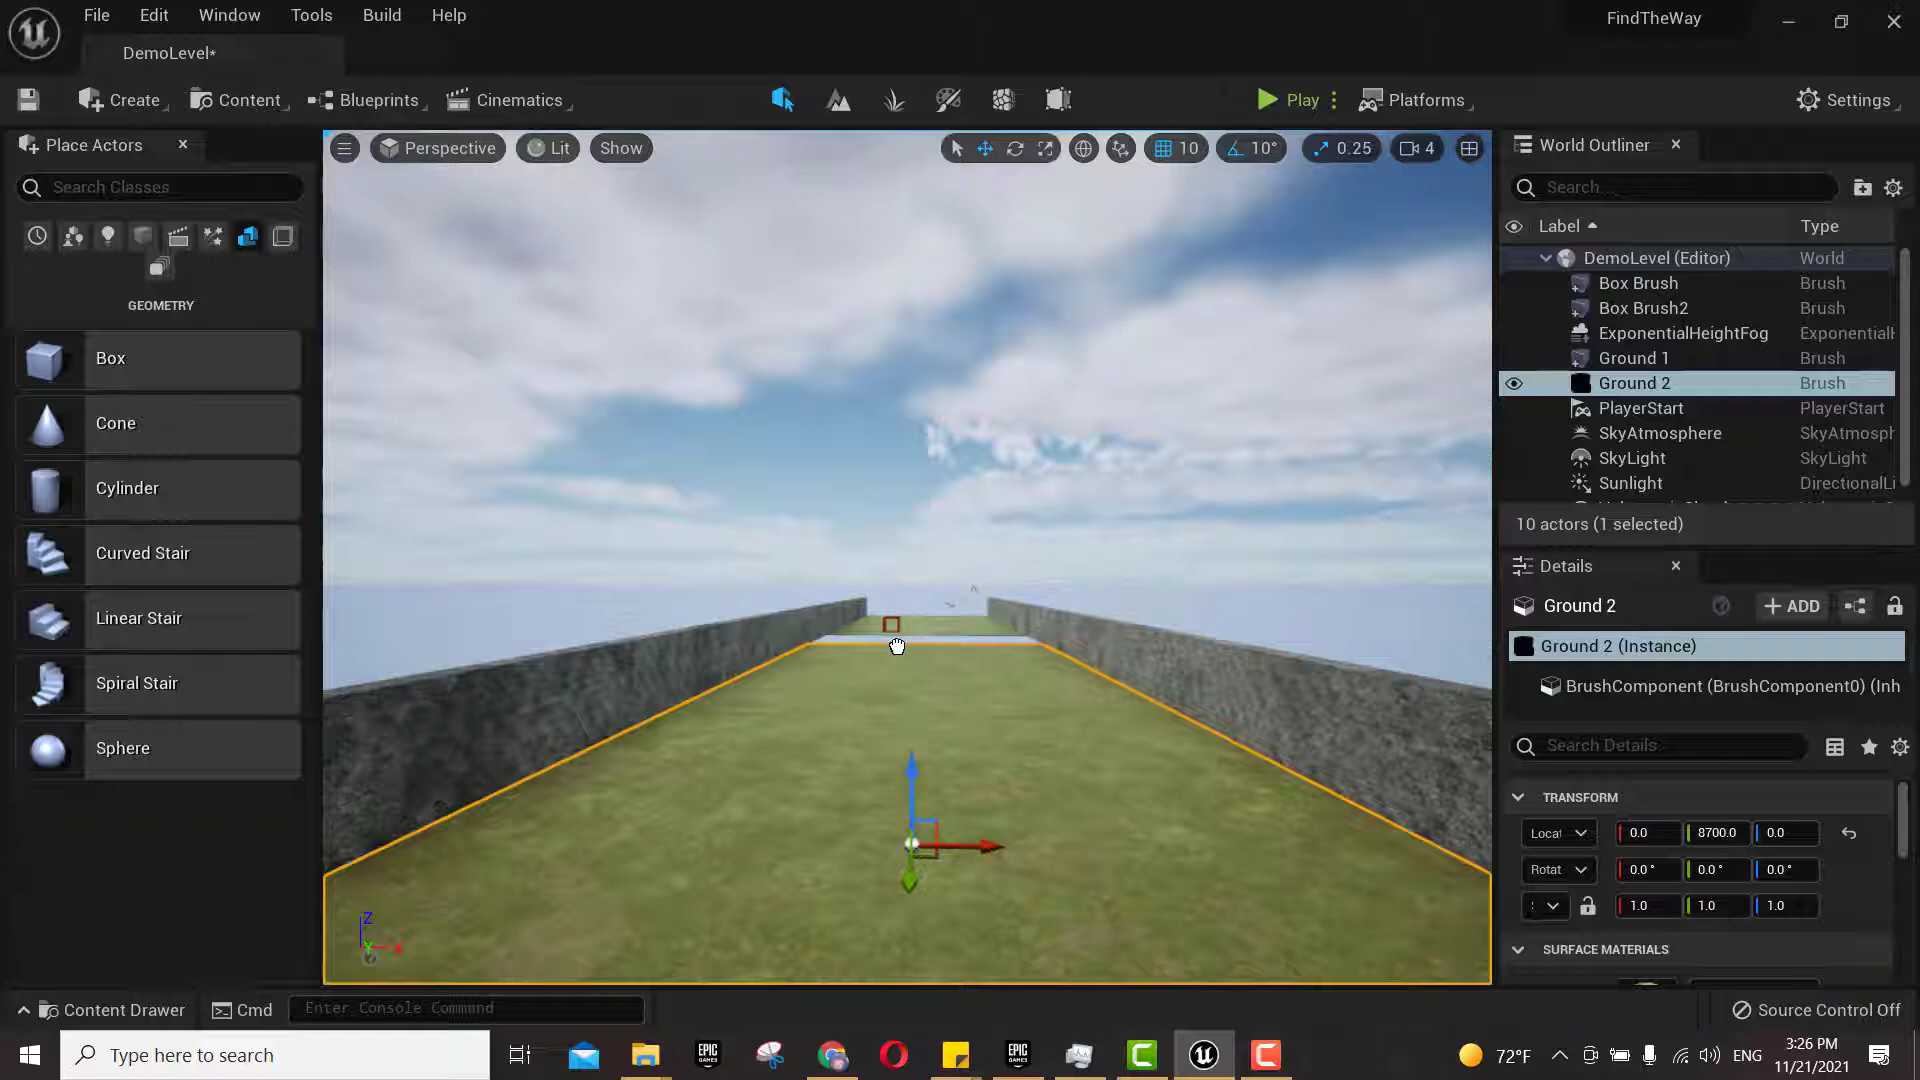 File Edit Window Tools Build Help
FindTheWay
DemoLevel*
Create Content Blueprints Cinematics
Play Platforms
Settings
Place Actors
Search Classes
GEOMETRY
Box
Cone
Cylinder
Curved Stair
Linear Stair
Spiral Stair
Sphere
Perspective Lit Show
10 10° 0.25 4
Z
Y X
World Outliner
Search...
Label Type
DemoLevel (Editor) World
Box Brush Brush
Box Brush2 Brush
ExponentialHeightFog Exponential
Ground 1 Brush
Ground 2 Brush
PlayerStart PlayerStart
SkyAtmosphere SkyAtmosph
SkyLight SkyLight
Sunlight DirectionalLi
10 actors (1 selected)
Details
Ground 2
+ ADD
Ground 2 (Instance)
BrushComponent (BrushComponent0) (Inh
Search Details
TRANSFORM
Locat 0.0 8700.0 0.0
Rotat 0.0° 0.0° 0.0°
1.0 1.0 1.0
SURFACE MATERIALS
Content Drawer Cmd Enter Console Command
Source Control Off
Type here to search
EPIC GAMES
EPIC GAMES
72°F
ENG
3:26 PM
11/21/2021